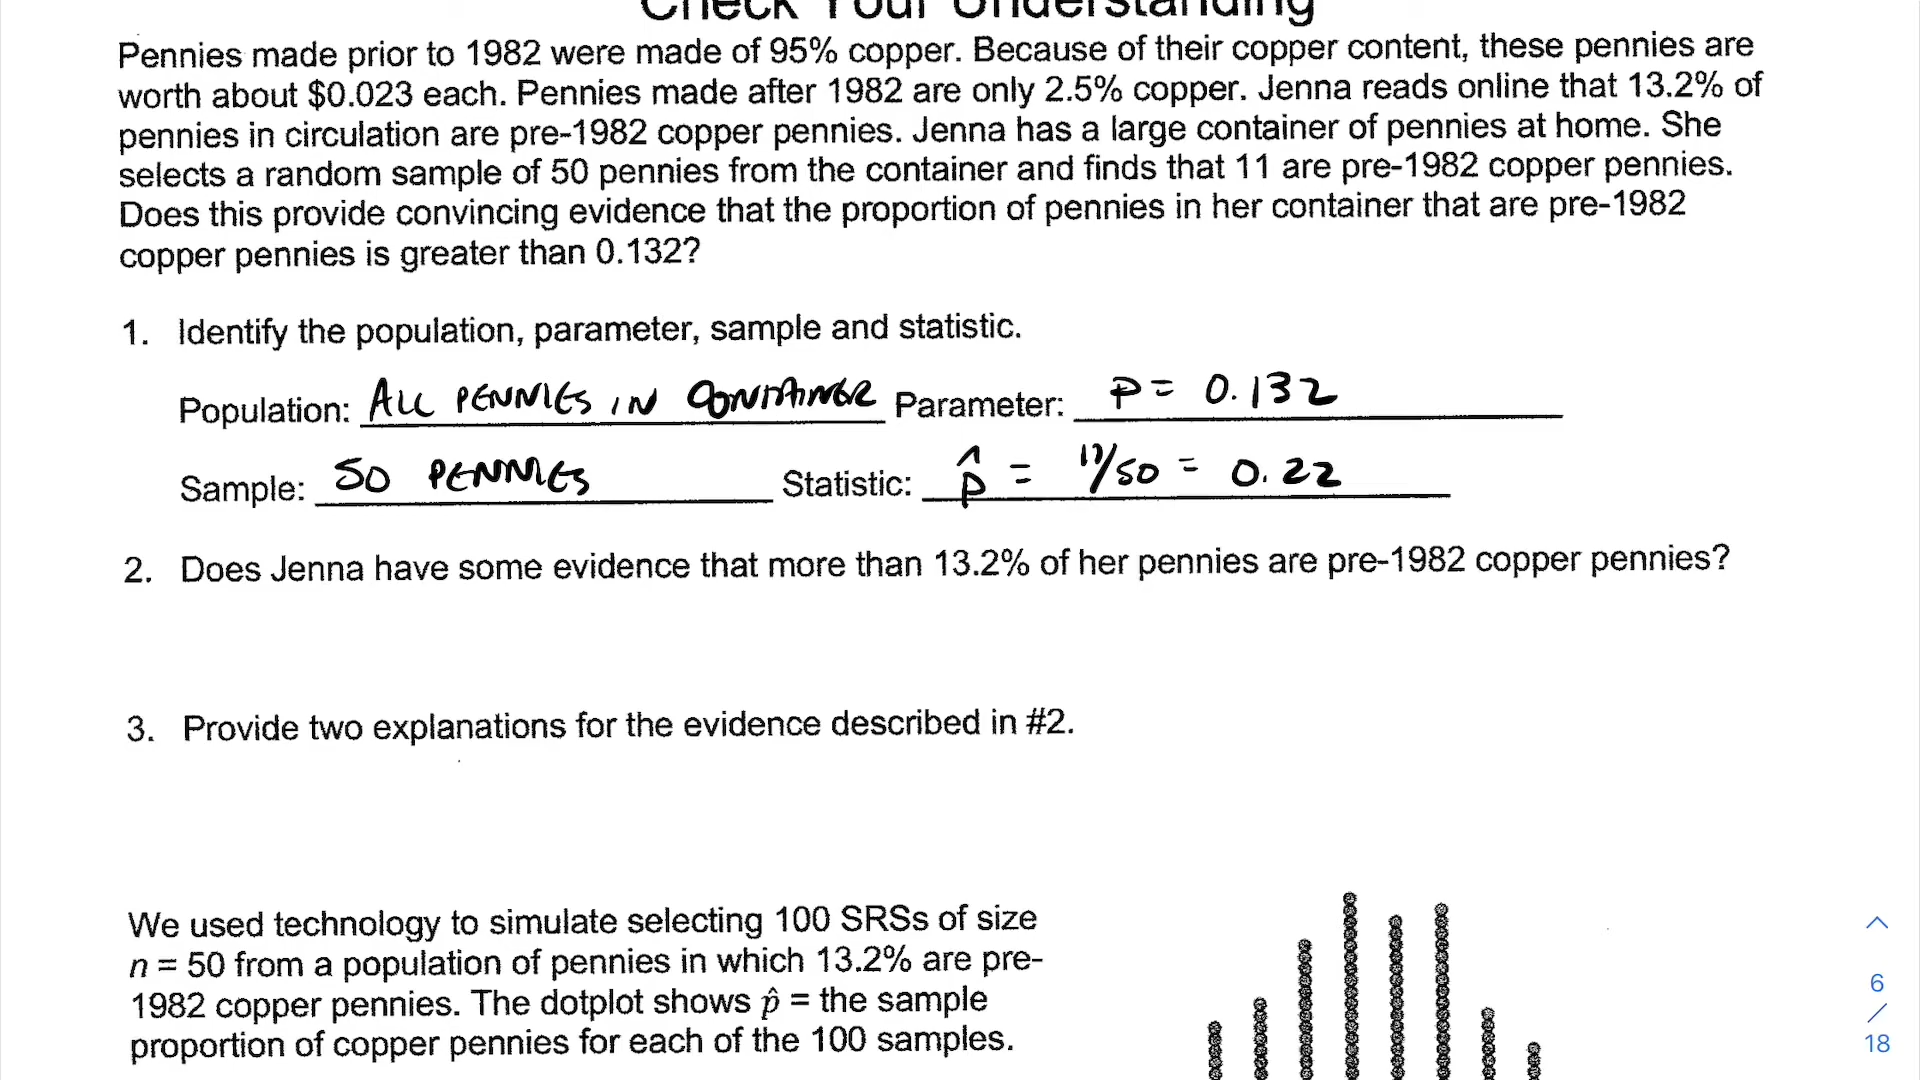 Check Your Understanding
Pennies made prior to 1982 were made of 95% copper. Because of their copper content, these pennies are
worth about $0.023 each. Pennies made after 1982 are only 2.5% copper. Jenna reads online that 13.2% of
pennies in circulation are pre-1982 copper pennies. Jenna has a large container of pennies at home. She
selects a random sample of 50 pennies from the container and finds that 11 are pre-1982 copper pennies.
Does this provide convincing evidence that the proportion of pennies in her container that are pre-1982
copper pennies is greater than 0.132?
1. Identify the population, parameter, sample and statistic.
Population: ALL PENNIES IN CONTAINER Parameter: P = 0.132
Sample: 50 PENNIES Statistic: p̂ = 11/50 = 0.22
2. Does Jenna have some evidence that more than 13.2% of her pennies are pre-1982 copper pennies?
3. Provide two explanations for the evidence described in #2.
We used technology to simulate selecting 100 SRSs of size
n = 50 from a population of pennies in which 13.2% are pre-
1982 copper pennies. The dotplot shows p̂ = the sample
proportion of copper pennies for each of the 100 samples.
6
/
18